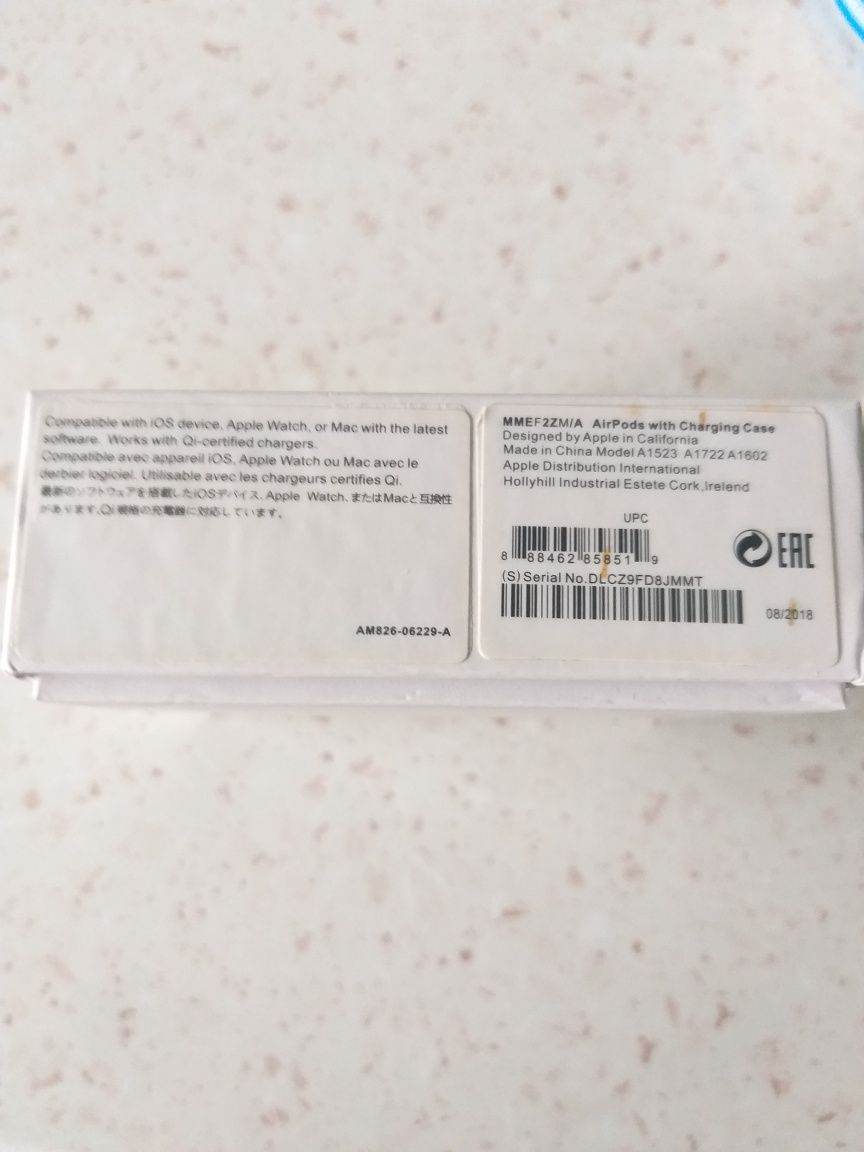 Compatible with iOS device, Apple Watch, or Mac with the latest
software. Works with Qi-certified chargers.
Compatible avec appareil iOS, Apple Watch ou Mac avec le
derbier logiciel. Utilisable avec les chargeurs certifies Qi.
最新のソフトウェアを搭載したiOSデバイス、Apple Watch、またはMacと互換性
があります。Qi規格の充電器に対応しています。
AM826-06229-A
MMEF2ZM/A AirPods with Charging Case
Designed by Apple in California
Made in China Model A1523 A1722 A1602
Apple Distribution International
Hollyhill Industrial Estete Cork,Irelend
UPC
8 88462 85851 9
EAC
(S) Serial No.DLCZ9FD8JMMT
08/2018